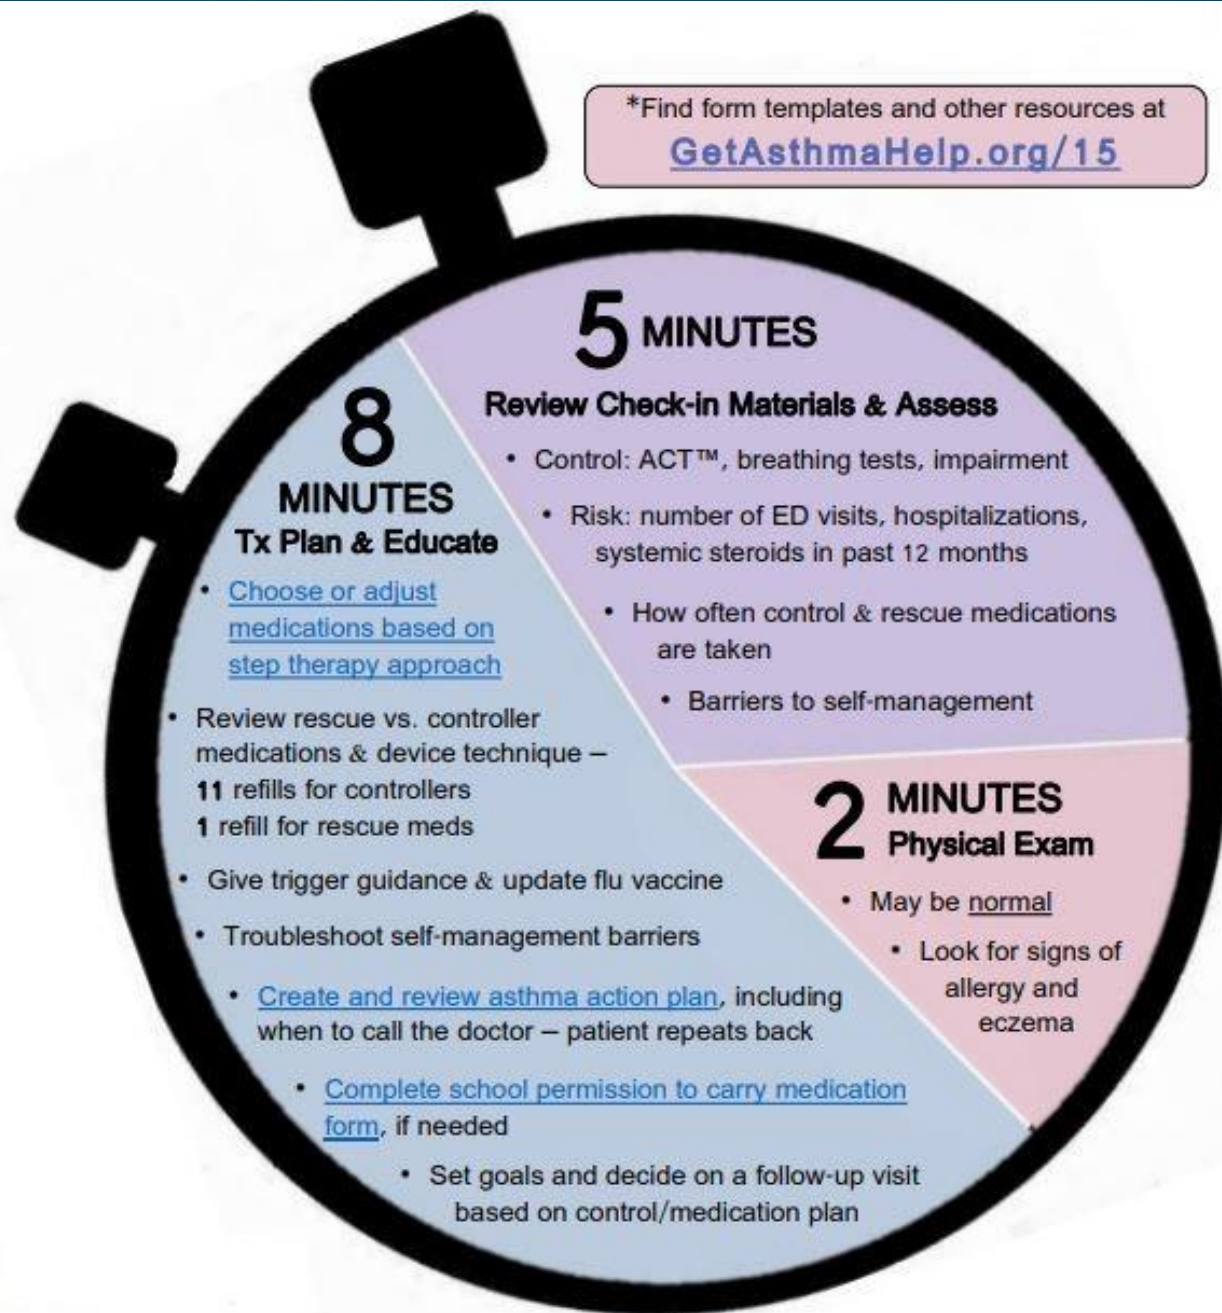 *Find form templates and other resources at
GetAsthmaHelp.org/15
5 MINUTES
Review Check-in Materials & Assess
• Control: ACT™, breathing tests, impairment
• Risk: number of ED visits, hospitalizations,
systemic steroids in past 12 months
• How often control & rescue medications
are taken
• Barriers to self-management
2 MINUTES
Physical Exam
• May be normal
• Look for signs of
allergy and
eczema
8
MINUTES
Tx Plan & Educate
• Choose or adjust
medications based on
step therapy approach
• Review rescue vs. controller
medications & device technique –
11 refills for controllers
1 refill for rescue meds
• Give trigger guidance & update flu vaccine
• Troubleshoot self-management barriers
• Create and review asthma action plan, including
when to call the doctor – patient repeats back
• Complete school permission to carry medication
form, if needed
• Set goals and decide on a follow-up visit
based on control/medication plan